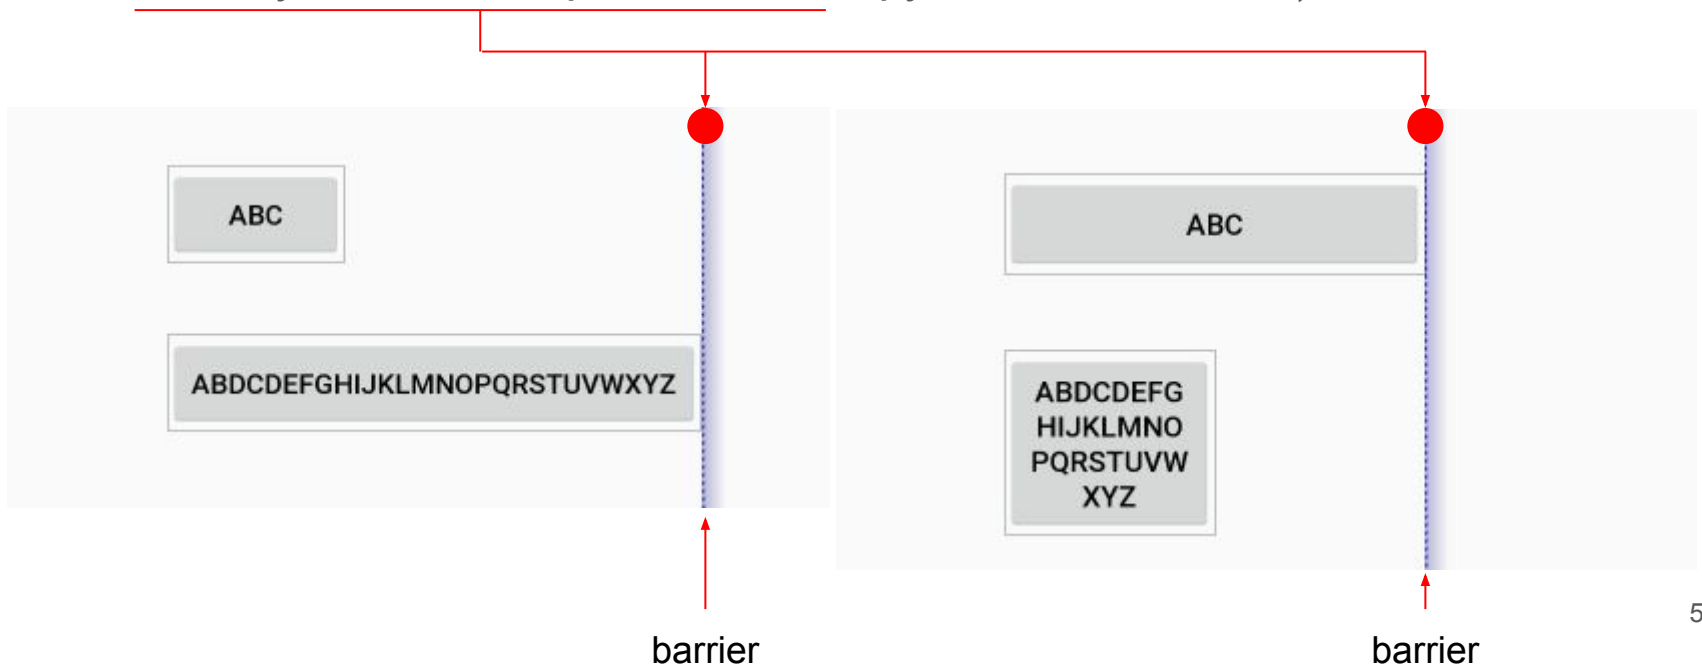 ABC
ABDCDEFGHIJKLMNOPQRSTUVWXYZ
barrier
ABC
ABDCDEFG
HIJKLMNO
PQRSTUVW
XYZ
barrier
5